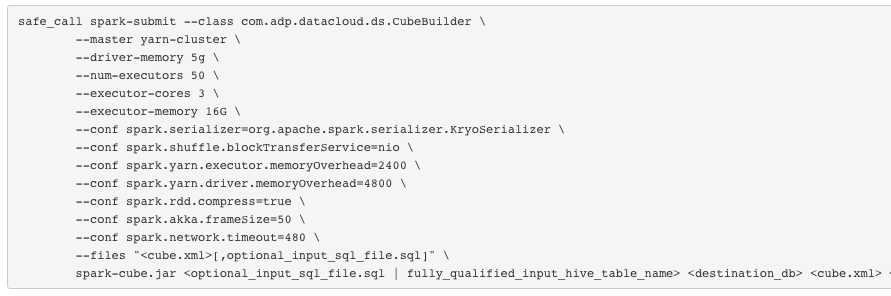 safe_call spark-submit --class com.adp.datacloud.ds.CubeBuilder \
--master yarn-cluster \
--driver-memory 5g \
--num-executors 50 \
--executor-cores 3 \
--executor-memory 16G \
--conf spark.serializer=org.apache.spark.serializer.KryoSerializer \
--conf spark.shuffle.blockTransferService=nio \
--conf spark.yarn.executor.memoryOverhead=2400 \
--conf spark.yarn.driver.memoryOverhead=4800 \
--conf spark.rdd.compress=true \
--conf spark.akka.frameSize=50 \
--conf spark.network.timeout=480 \
--files "<cube.xml>[,optional_input_sql_file.sql]" \
spark-cube.jar <optional_input_sql_file.sql | fully_qualified_input_hive_table_name> <destination_db> <cube.xml> <